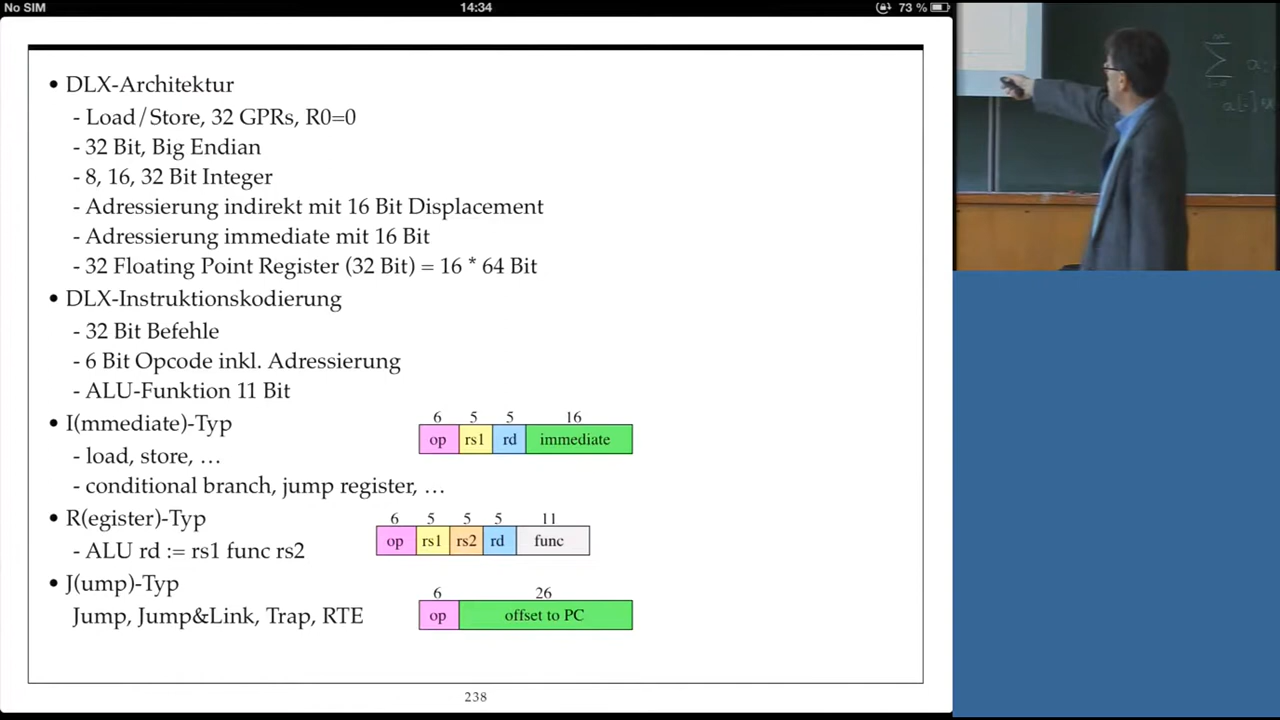 No SIM
14:34
73 %
• DLX-Architektur
- Load/Store, 32 GPRs, R0=0
- 32 Bit, Big Endian
- 8, 16, 32 Bit Integer
- Adressierung indirekt mit 16 Bit Displacement
- Adressierung immediate mit 16 Bit
- 32 Floating Point Register (32 Bit) = 16 * 64 Bit
• DLX-Instruktionskodierung
- 32 Bit Befehle
- 6 Bit Opcode inkl. Adressierung
- ALU-Funktion 11 Bit
• I(mmediate)-Typ
6 5 5 16
op rs1 rd immediate
- load, store, …
- conditional branch, jump register, …
• R(egister)-Typ
6 5 5 5 11
op rs1 rs2 rd func
- ALU rd := rs1 func rs2
• J(ump)-Typ
6 26
Jump, Jump&Link, Trap, RTE
op offset to PC
238